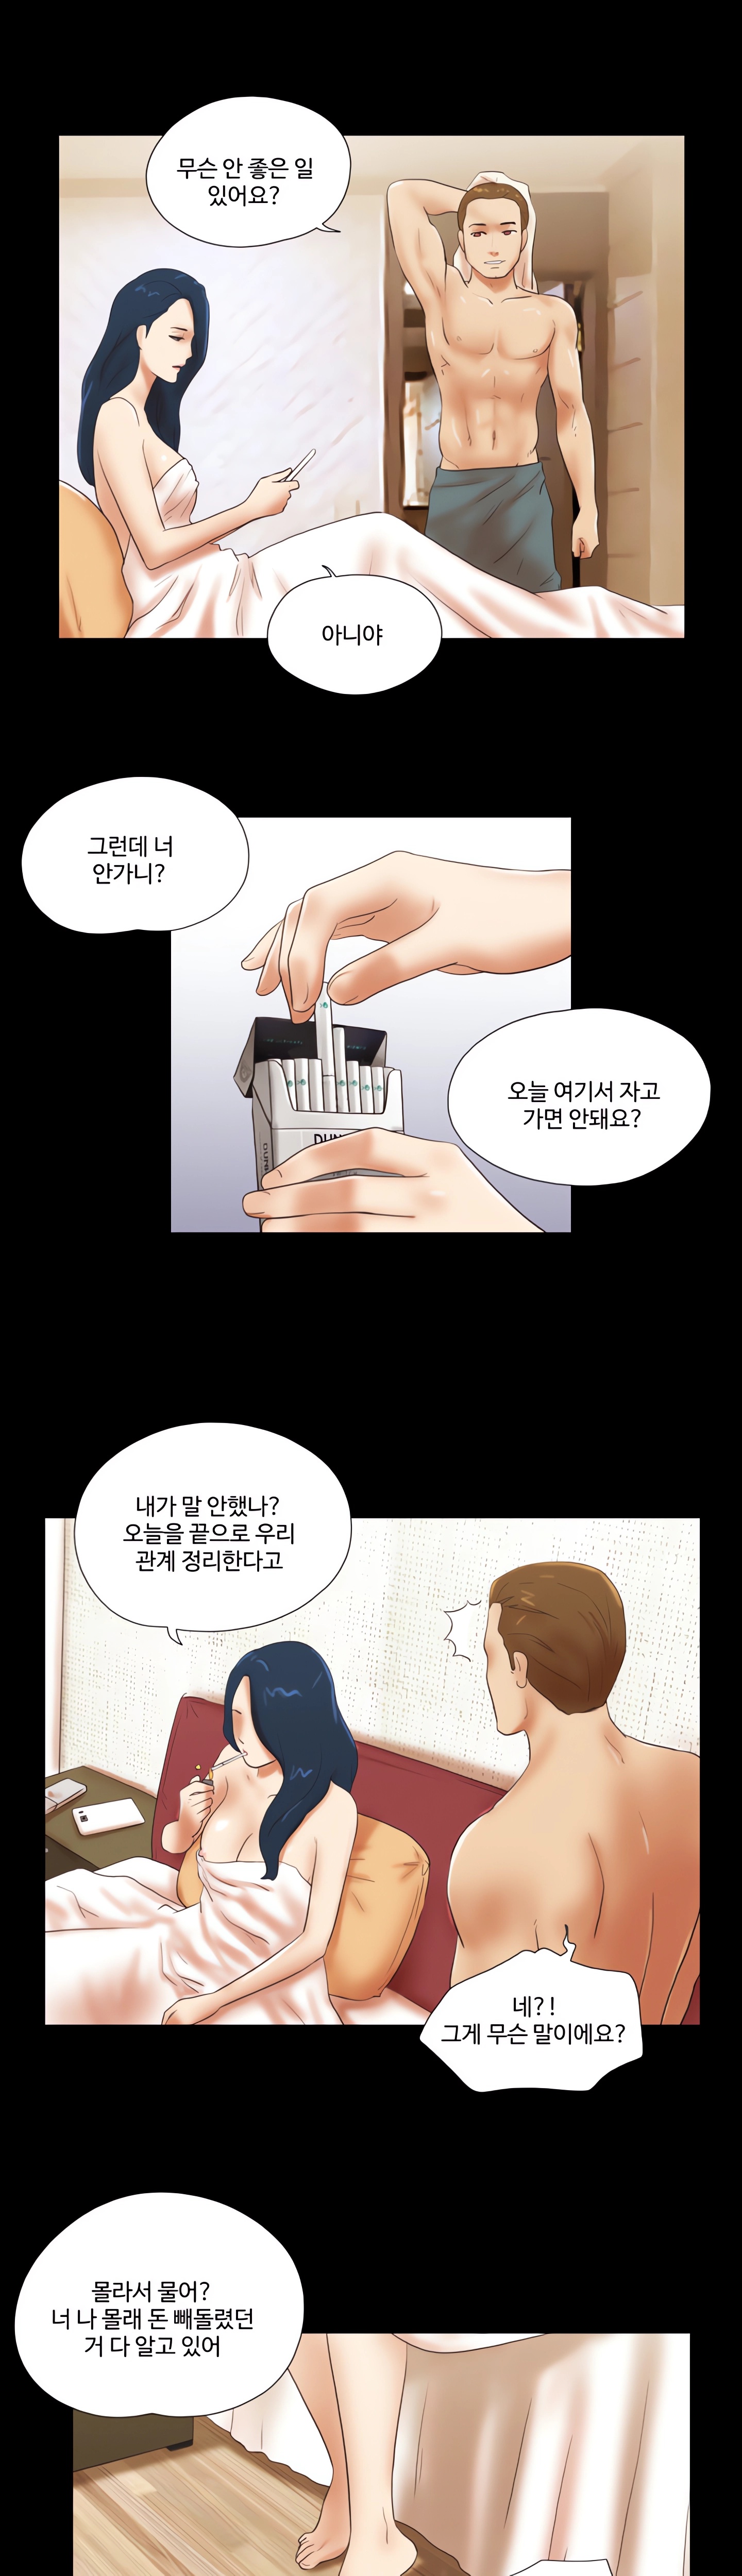 무슨 안 좋은 일
있어요?
아니야
그런데 너
안가니?
오늘 여기서 자고
가면 안돼요?
내가 말 안했나?
오늘을 끝으로 우리
관계 정리한다고
네?!
그게 무슨 말이에요?
몰라서 물어?
너 나 몰래 돈 빼돌렸던
거 다 알고 있어